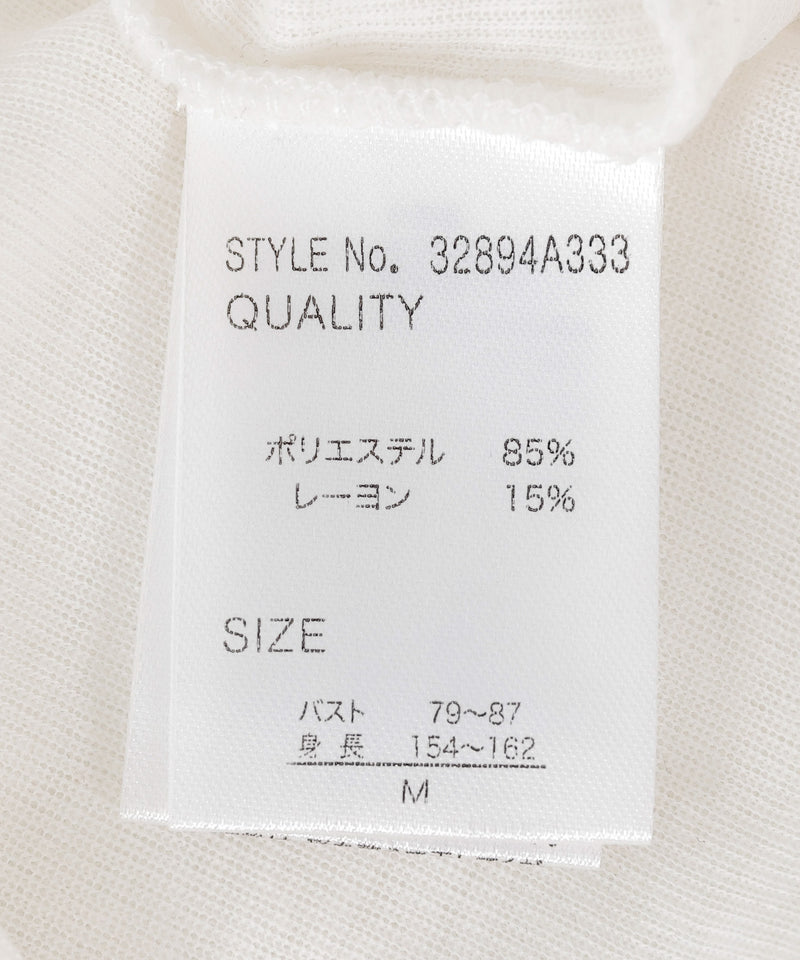 STYLE No. 32894A333
QUALITY
ポリエステル 85%
レーヨン 15%
SIZE
バスト 79～87
身長 154～162
M